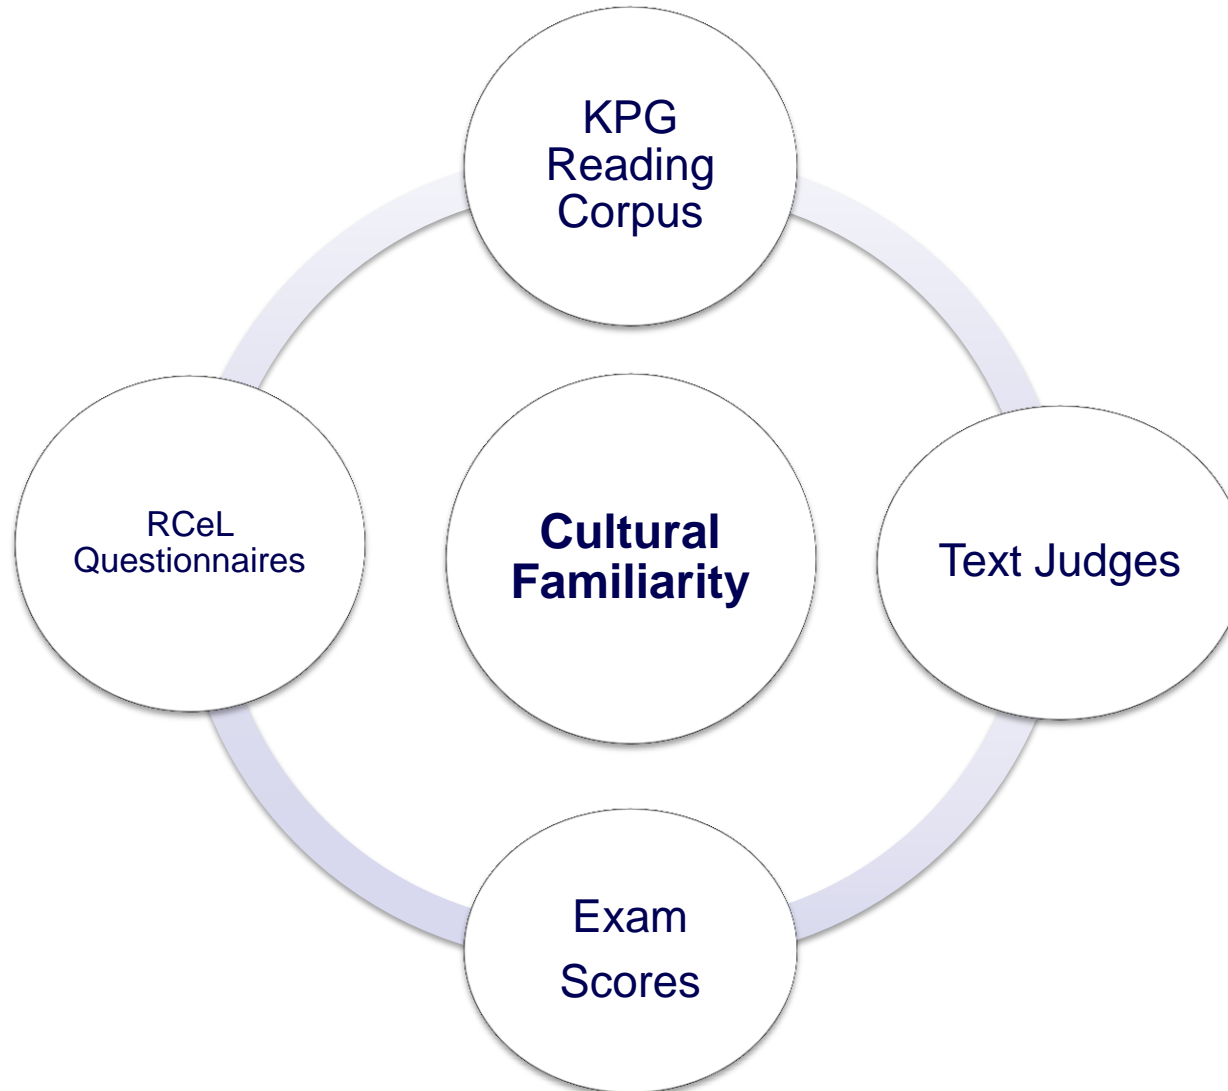 KPG
Reading
Corpus
RCeL
Questionnaires
Cultural
Familiarity
Text Judges
Exam
Scores